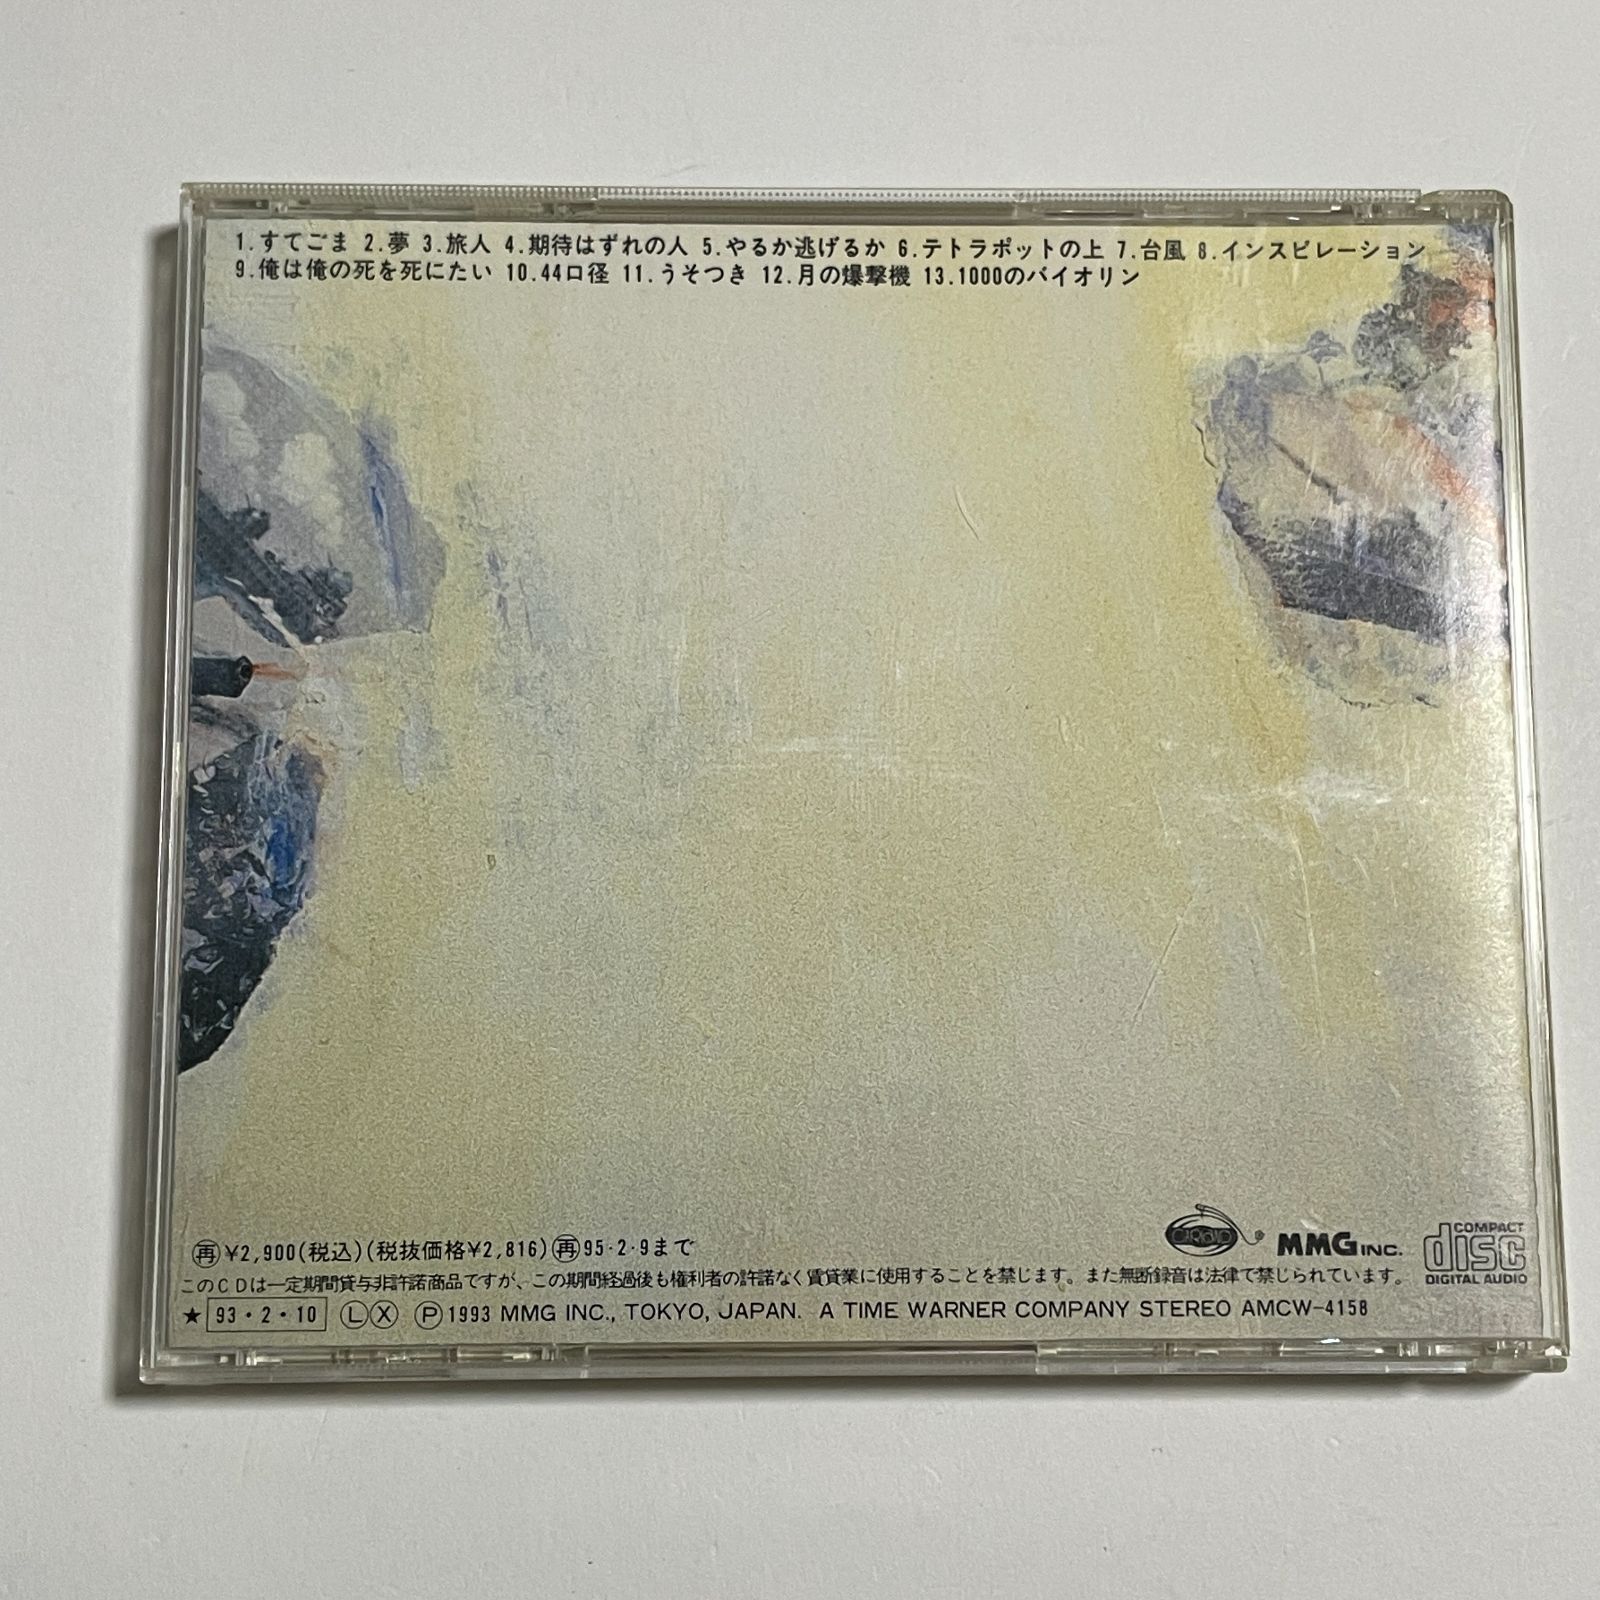 1.すてごま 2.夢 3.旅人 4.期待はずれの人 5.やるか逃げるか 6.テトラポットの上 7.台風 8.インスピレーション
9.俺は俺の死を死にたい 10.44口径 11.うそつき 12.月の爆撃機 13.1000のバイオリン
MMG INC.
COMPACT
disc
DIGITAL AUDIO
再¥2,900(税込)(税抜価格¥2,816)再95・2・9まで
このCDは一定期間貸与非許諾商品ですが、この期間経過後も権利者の許諾なく賃貸業に使用することを禁じます。また無断録音は法律で禁じられています。
★ 93・2・10 Ⓛ Ⓧ Ⓟ 1993 MMG INC., TOKYO, JAPAN. A TIME WARNER COMPANY STEREO AMCW-4158